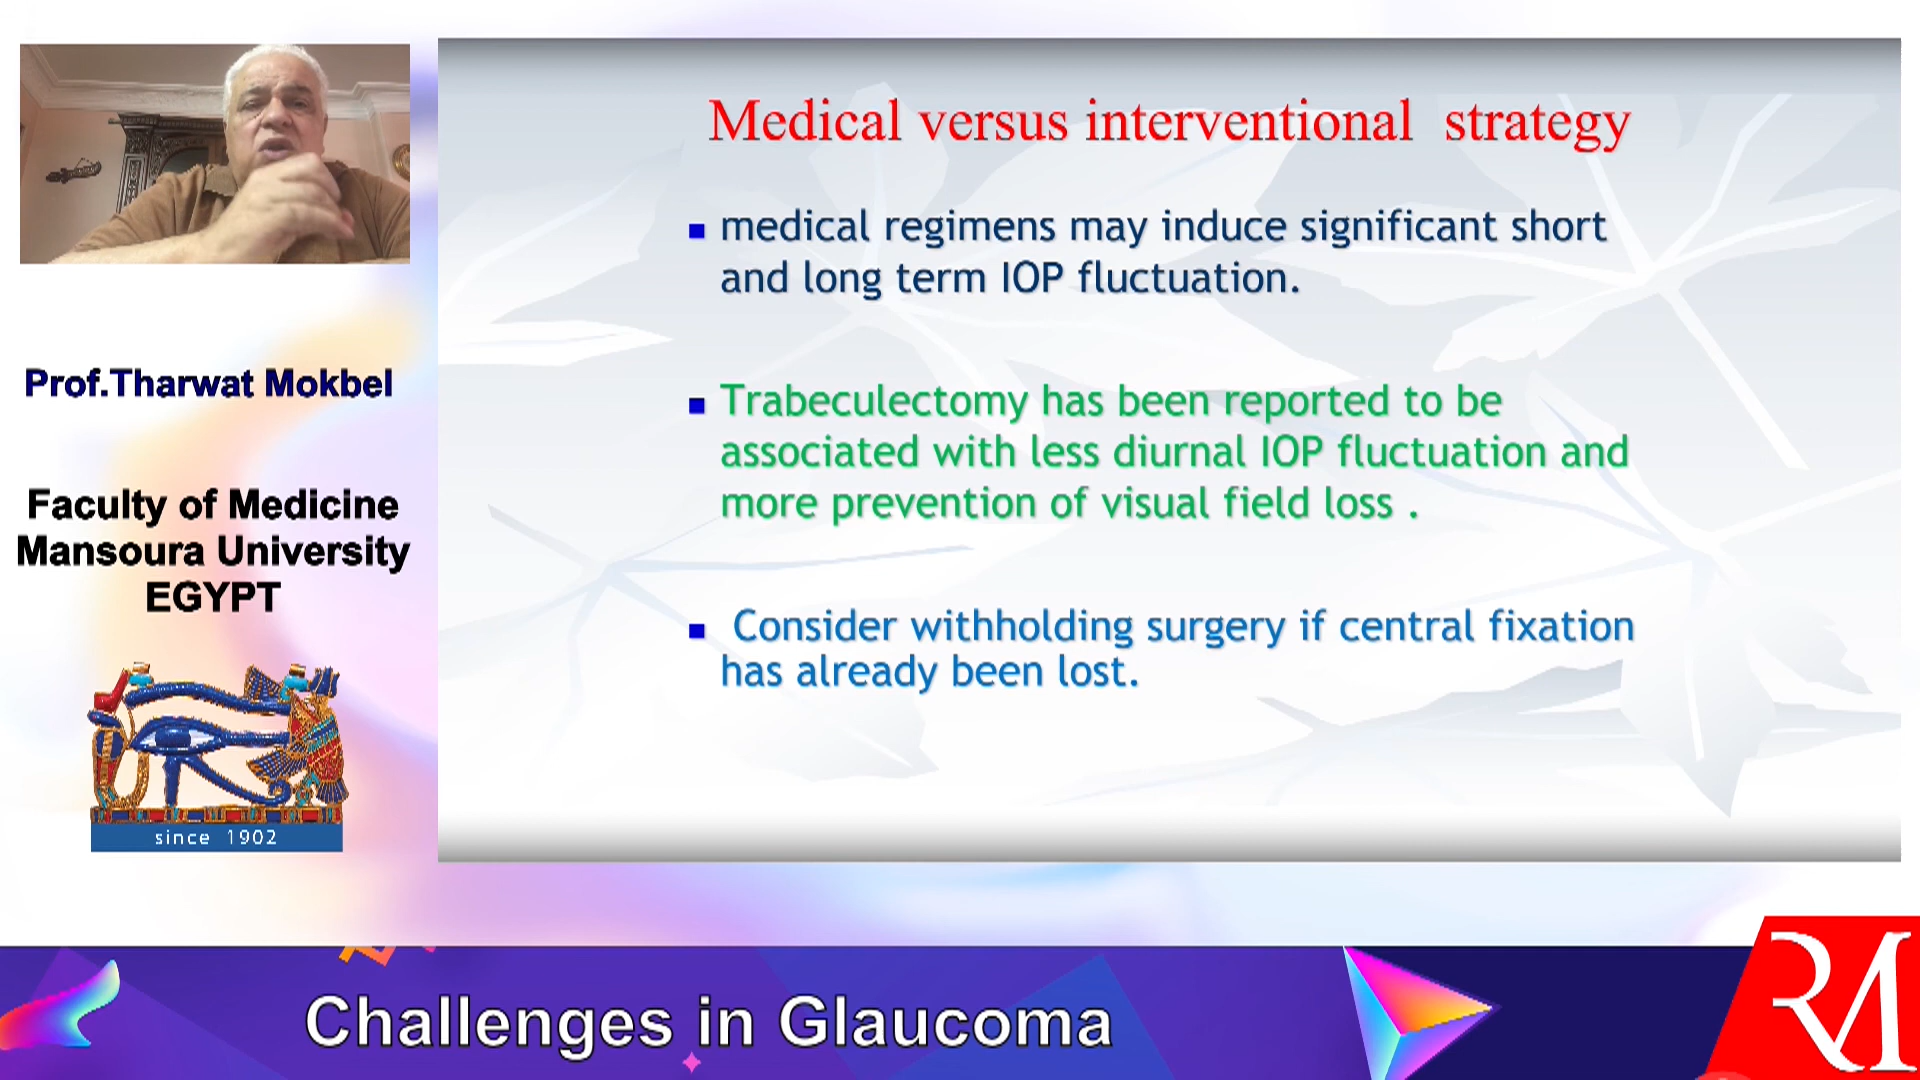 Medical versus interventional strategy
medical regimens may induce significant short
and long term IOP fluctuation.
Trabeculectomy has been reported to be
associated with less diurnal IOP fluctuation and
more prevention of visual field loss .
Consider withholding surgery if central fixation
has already been lost.
Prof.Tharwat Mokbel
Faculty of Medicine
Mansoura University
EGYPT
since 1902
Challenges in Glaucoma
RM